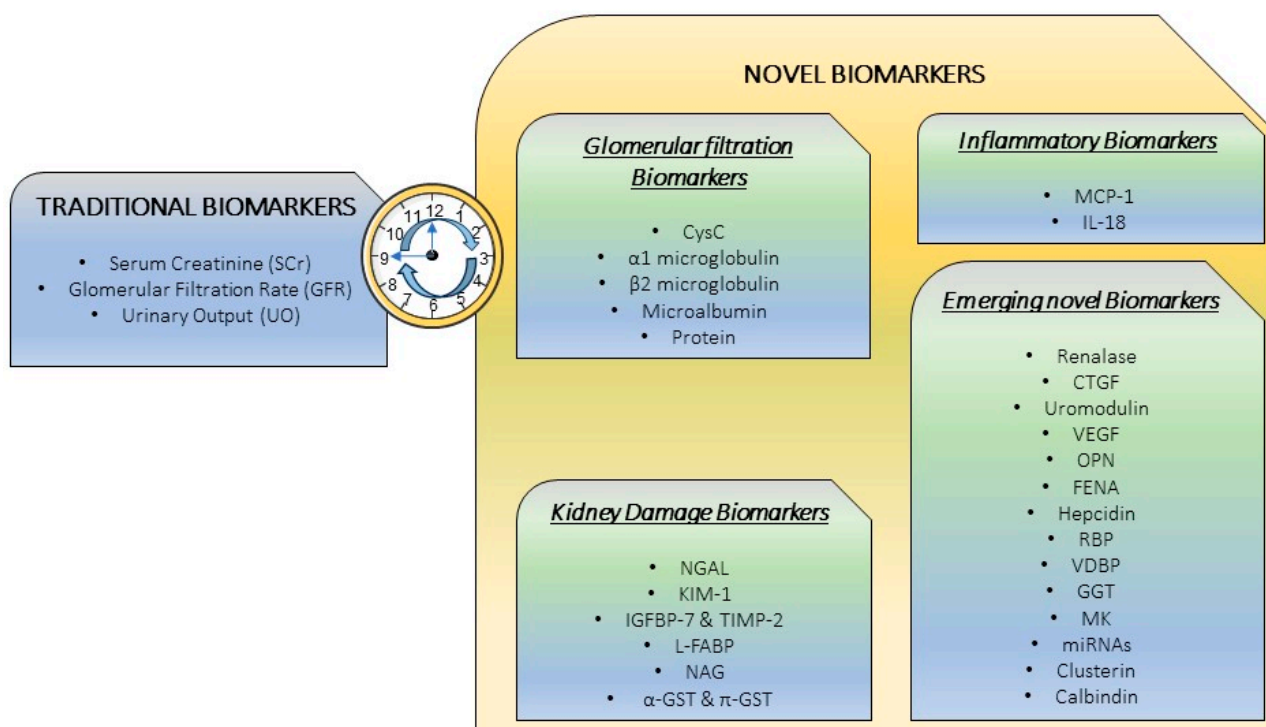 NOVEL BIOMARKERS
TRADITIONAL BIOMARKERS
• Serum Creatinine (SCr)
• Glomerular Filtration Rate (GFR)
• Urinary Output (UO)
12
1
2
3
4
5
6
7
8
9
10
11
Glomerular filtration
Biomarkers
• CysC
• α1 microglobulin
• β2 microglobulin
• Microalbumin
• Protein
Kidney Damage Biomarkers
• NGAL
• KIM-1
• IGFBP-7 & TIMP-2
• L-FABP
• NAG
• α-GST & π-GST
Inflammatory Biomarkers
• MCP-1
• IL-18
Emerging novel Biomarkers
• Renalase
• CTGF
• Uromodulin
• VEGF
• OPN
• FENA
• Hepcidin
• RBP
• VDBP
• GGT
• MK
• miRNAs
• Clusterin
• Calbindin